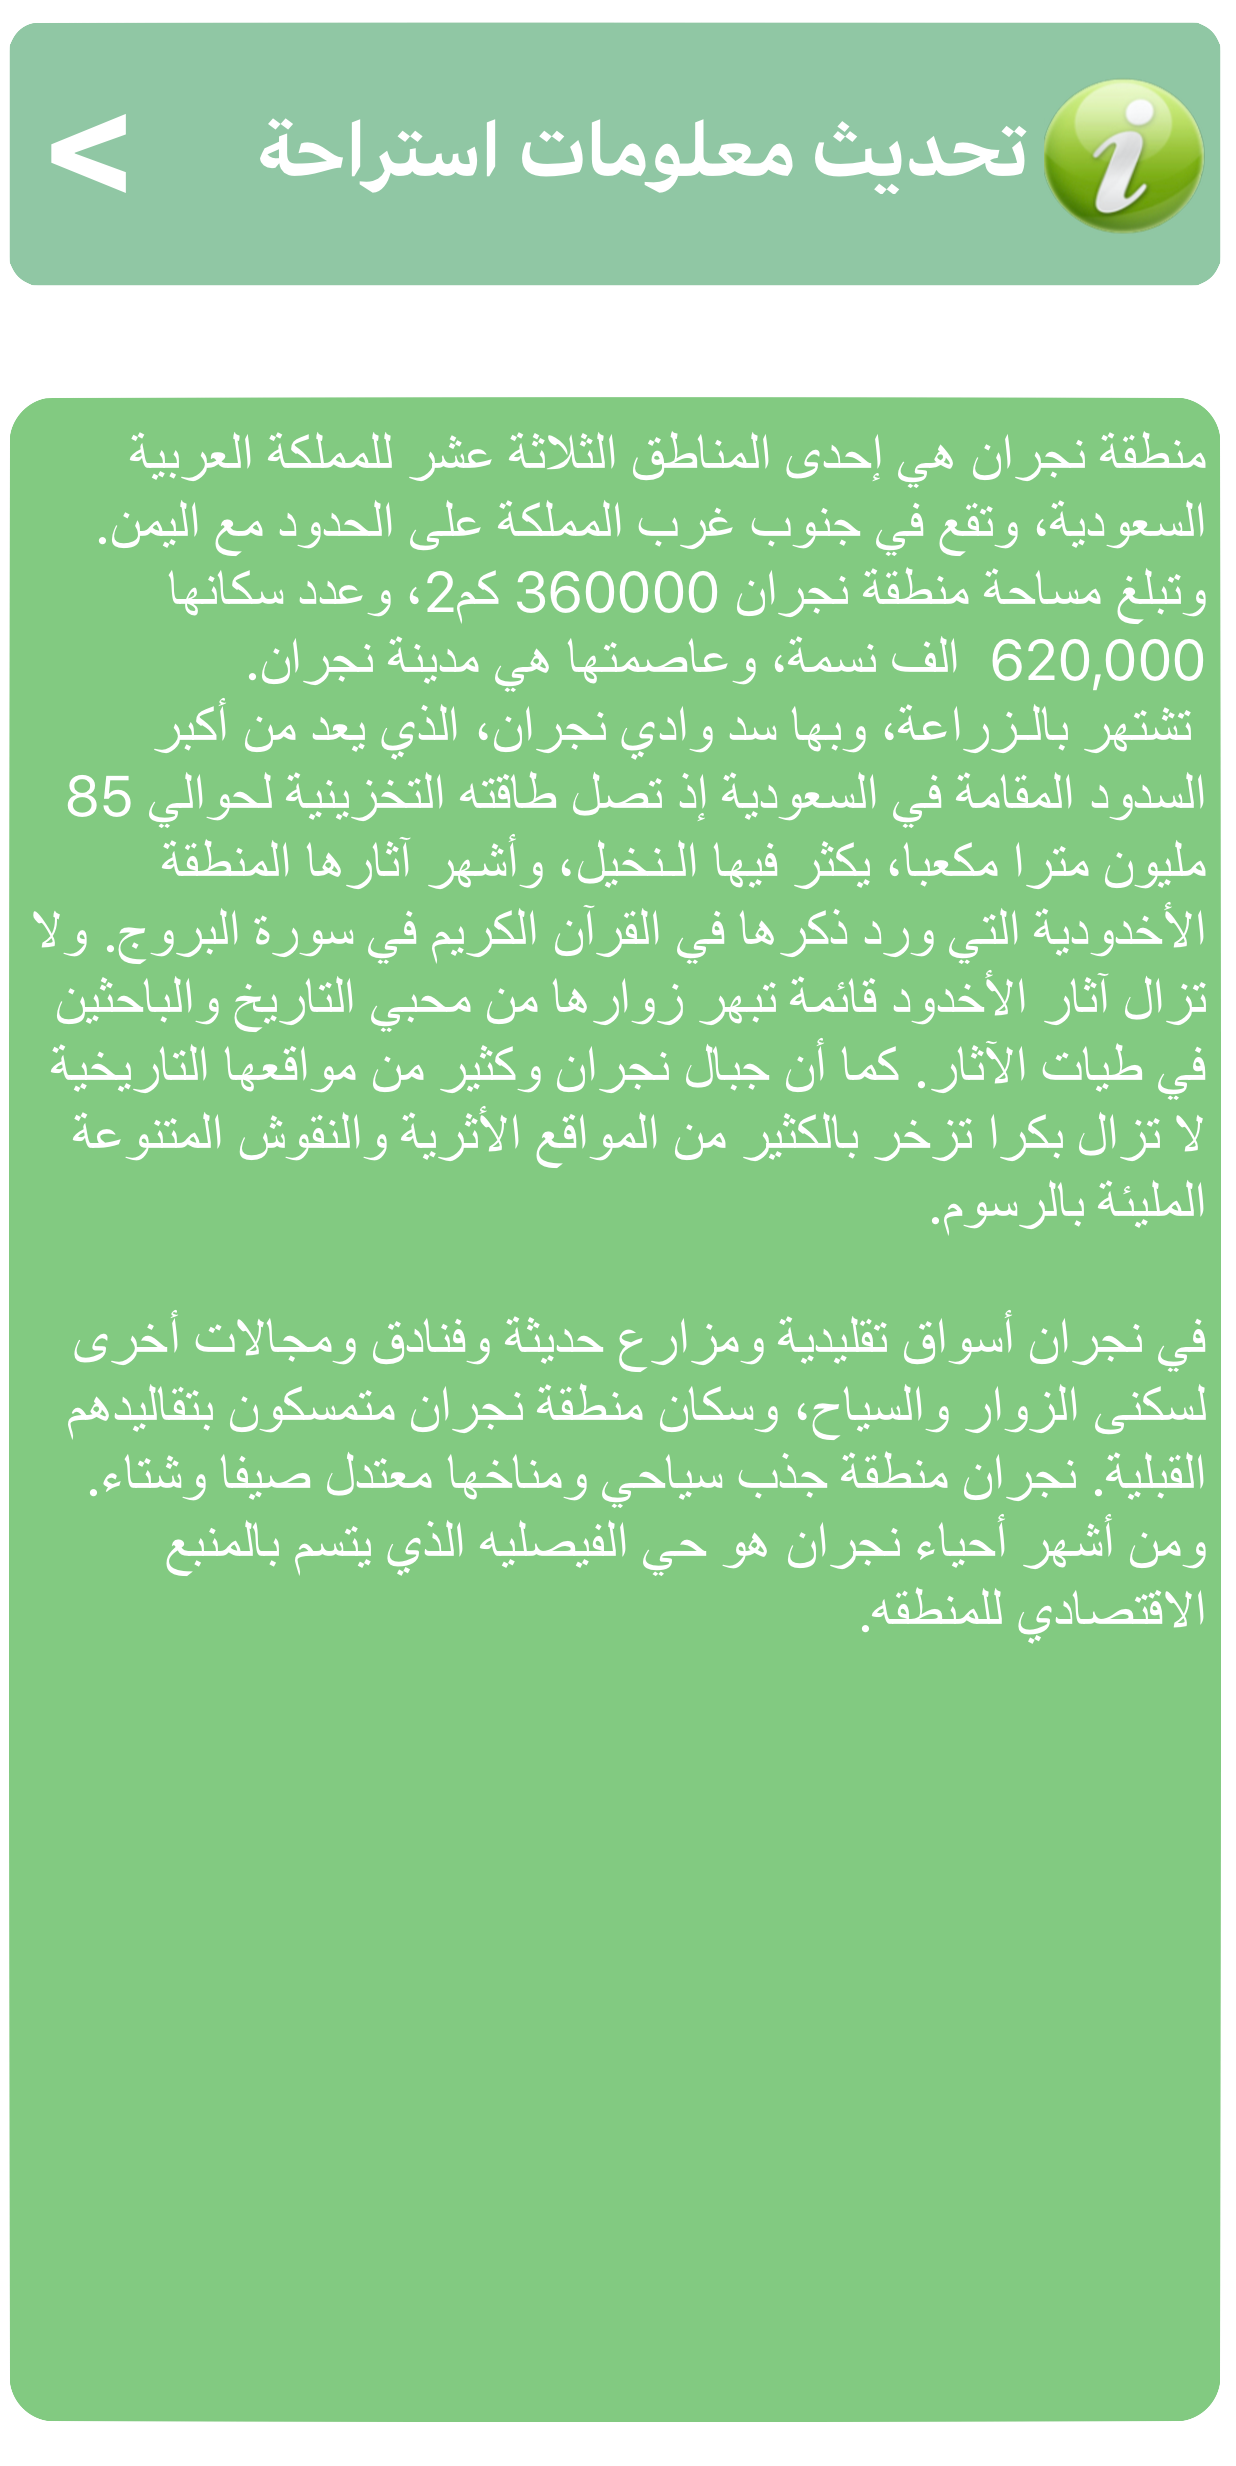 تحديث معلومات استراحة >
منطقة نجران هي إحدى المناطق الثلاثة عشر للمملكة العربية
السعودية، وتقع في جنوب غرب المملكة على الحدود مع اليمن.
وتبلغ مساحة منطقة نجران 360000 كم2، وعدد سكانها
620,000 الف نسمة، وعاصمتها هي مدينة نجران.
تشتهر بالزراعة، وبها سد وادي نجران، الذي يعد من أكبر
السدود المقامة في السعودية إذ تصل طاقته التخزينية لحوالي 85
مليون مترا مكعبا، يكثر فيها النخيل، وأشهر آثارها المنطقة
الأخدودية التي ورد ذكرها في القرآن الكريم في سورة البروج. ولا
تزال آثار الأخدود قائمة تبهر زوارها من محبي التاريخ والباحثين
في طيات الآثار. كما أن جبال نجران وكثير من مواقعها التاريخية
لا تزال بكرا تزخر بالكثير من المواقع الأثرية والنقوش المتنوعة
المليئة بالرسوم.
في نجران أسواق تقليدية ومزارع حديثة وفنادق ومجالات أخرى
لسكنى الزوار والسياح، وسكان منطقة نجران متمسكون بتقاليدهم
القبلية. نجران منطقة جذب سياحي ومناخها معتدل صيفا وشتاء.
ومن أشهر أحياء نجران هو حي الفيصليه الذي يتسم بالمنبع
الاقتصادي للمنطقه.